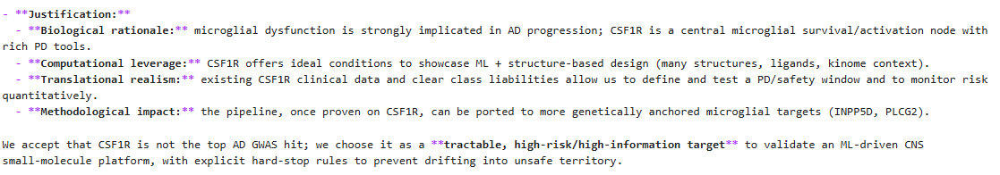 - **Justification:**
- **Biological rationale:** microglial dysfunction is strongly implicated in AD progression; CSF1R is a central microglial survival/activation node with
rich PD tools.
- **Computational leverage:** CSF1R offers ideal conditions to showcase ML + structure-based design (many structures, ligands, kinome context).
- **Translational realism:** existing CSF1R clinical data and clear class liabilities allow us to define and test a PD/safety window and to monitor risk
quantitatively.
- **Methodological impact:** the pipeline, once proven on CSF1R, can be ported to more genetically anchored microglial targets (INPP5D, PLCG2).
We accept that CSF1R is not the top AD GWAS hit; we choose it as a **tractable, high-risk/high-information target** to validate an ML-driven CNS
small-molecule platform, with explicit hard-stop rules to prevent drifting into unsafe territory.